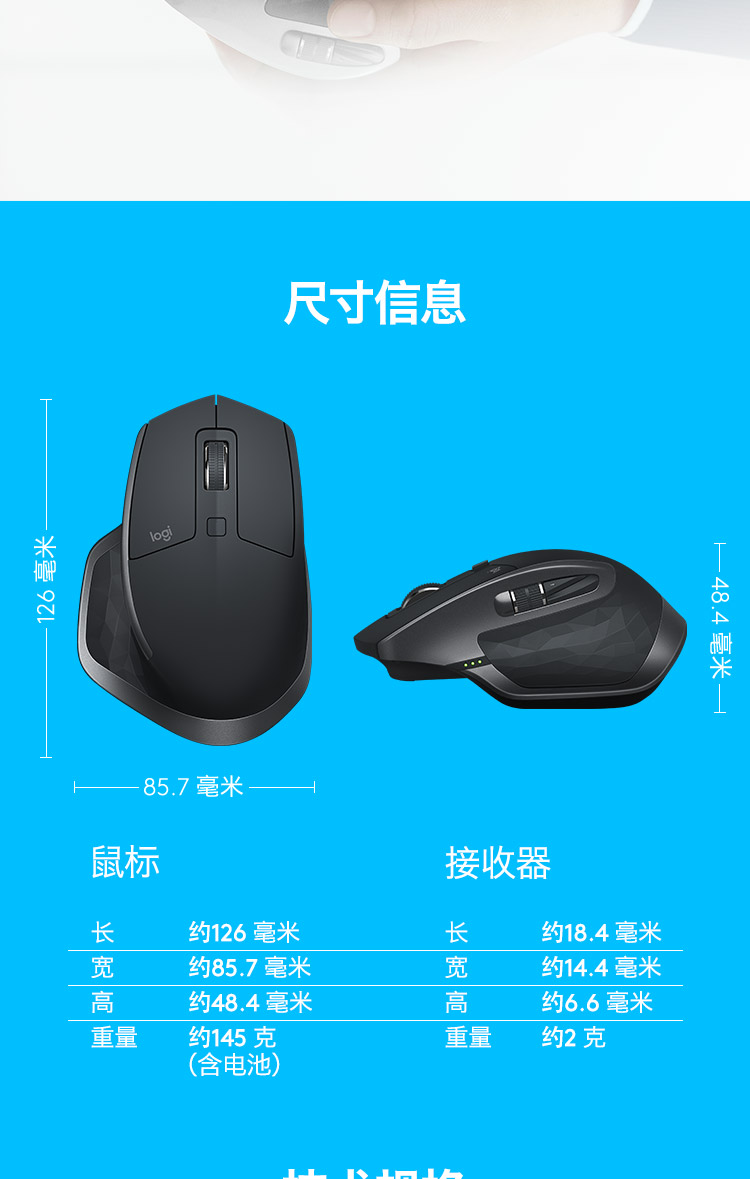 尺寸信息
logi
126 毫米
48.4 毫米
85.7 毫米
鼠标
长 约126 毫米
宽 约85.7 毫米
高 约48.4 毫米
重量 约145 克
(含电池)
接收器
长 约18.4 毫米
宽 约14.4 毫米
高 约6.6 毫米
重量 约2 克